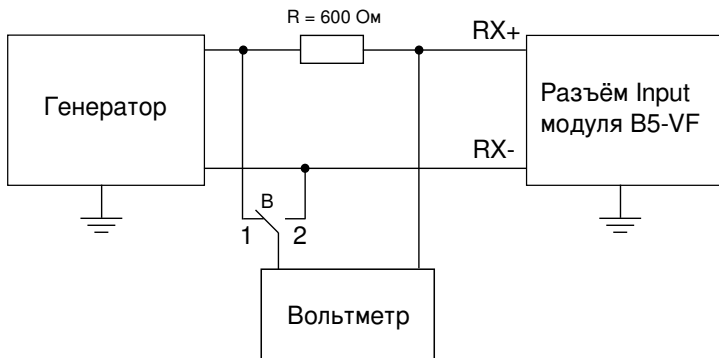 R = 600 Ом
RX+
Генератор
Разъём Input
модуля B5-VF
RX-
В
1
2
Вольтметр